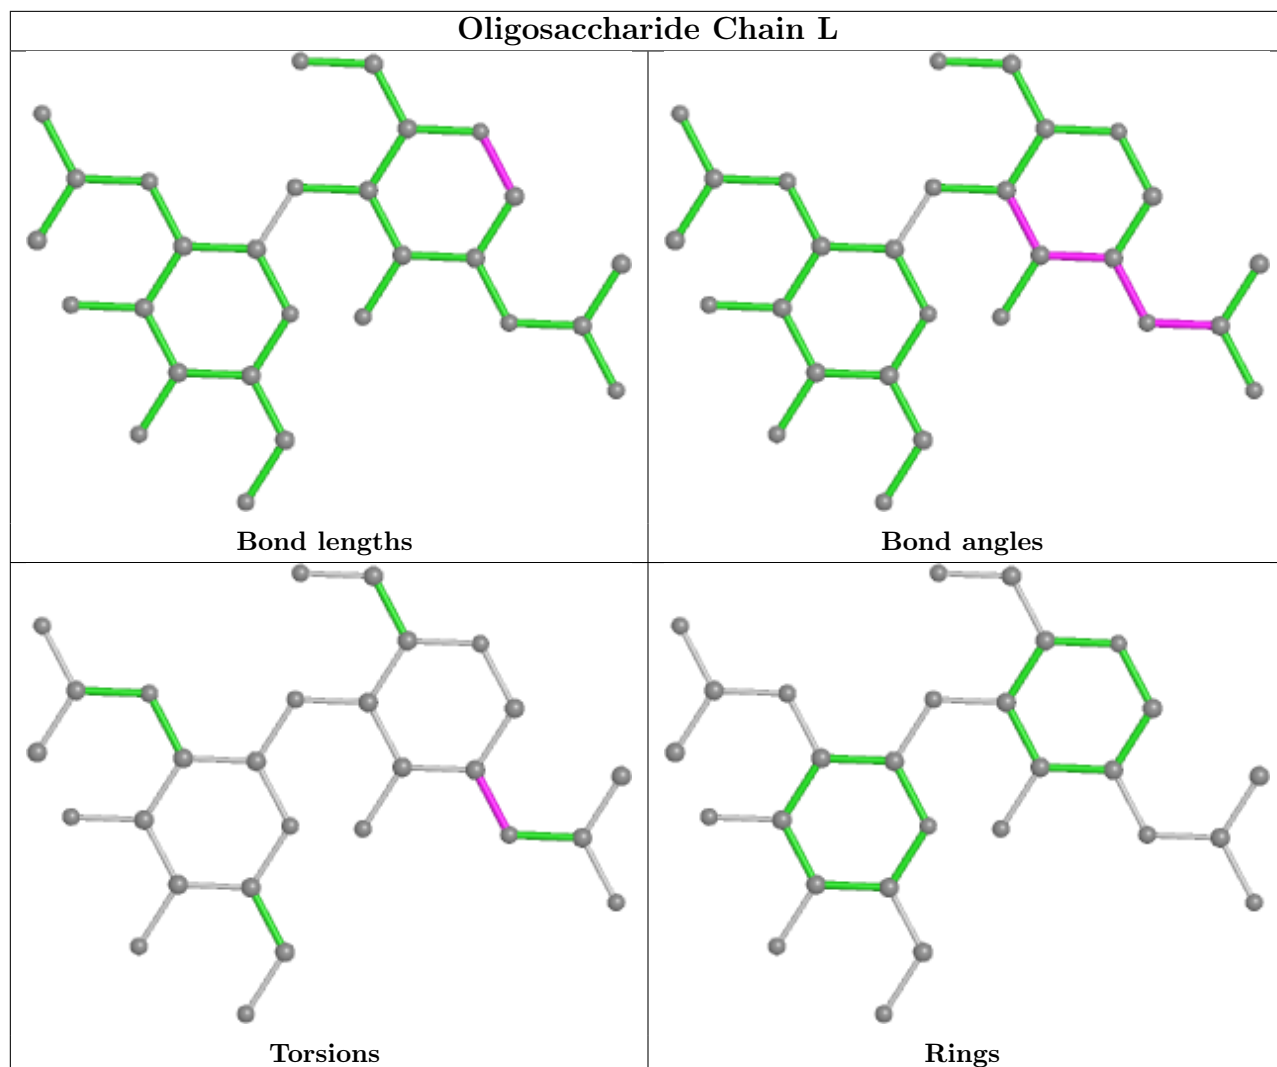 Oligosaccharide Chain L
Bond lengths
Bond angles
Torsions
Rings